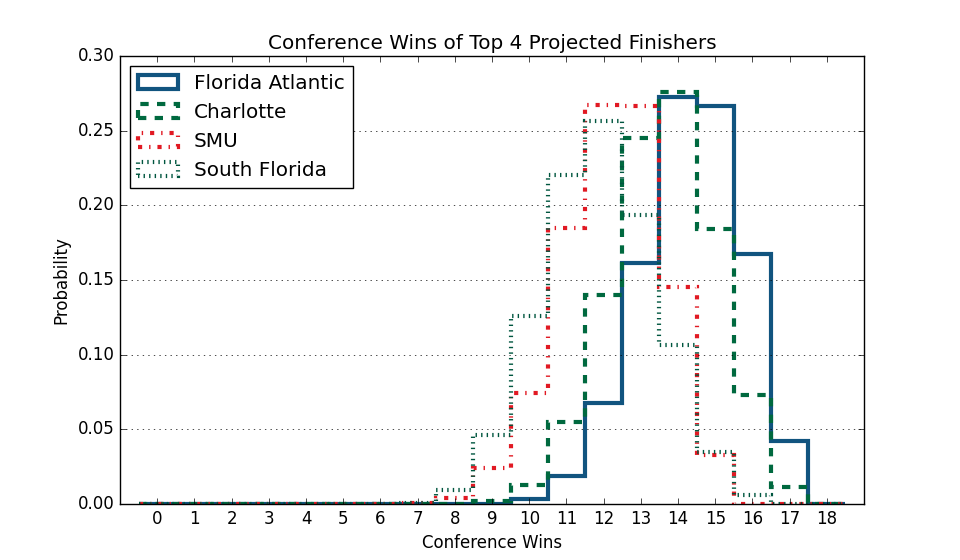 Conference Wins of Top 4 Projected Finishers
0.30
0.25
0.20
0.15
0.10
0.05
0.00
Probability
Florida Atlantic
Charlotte
SMU
South Florida
0 1 2 3 4 5 6 7 8 9 10 11 12 13 14 15 16 17 18
Conference Wins